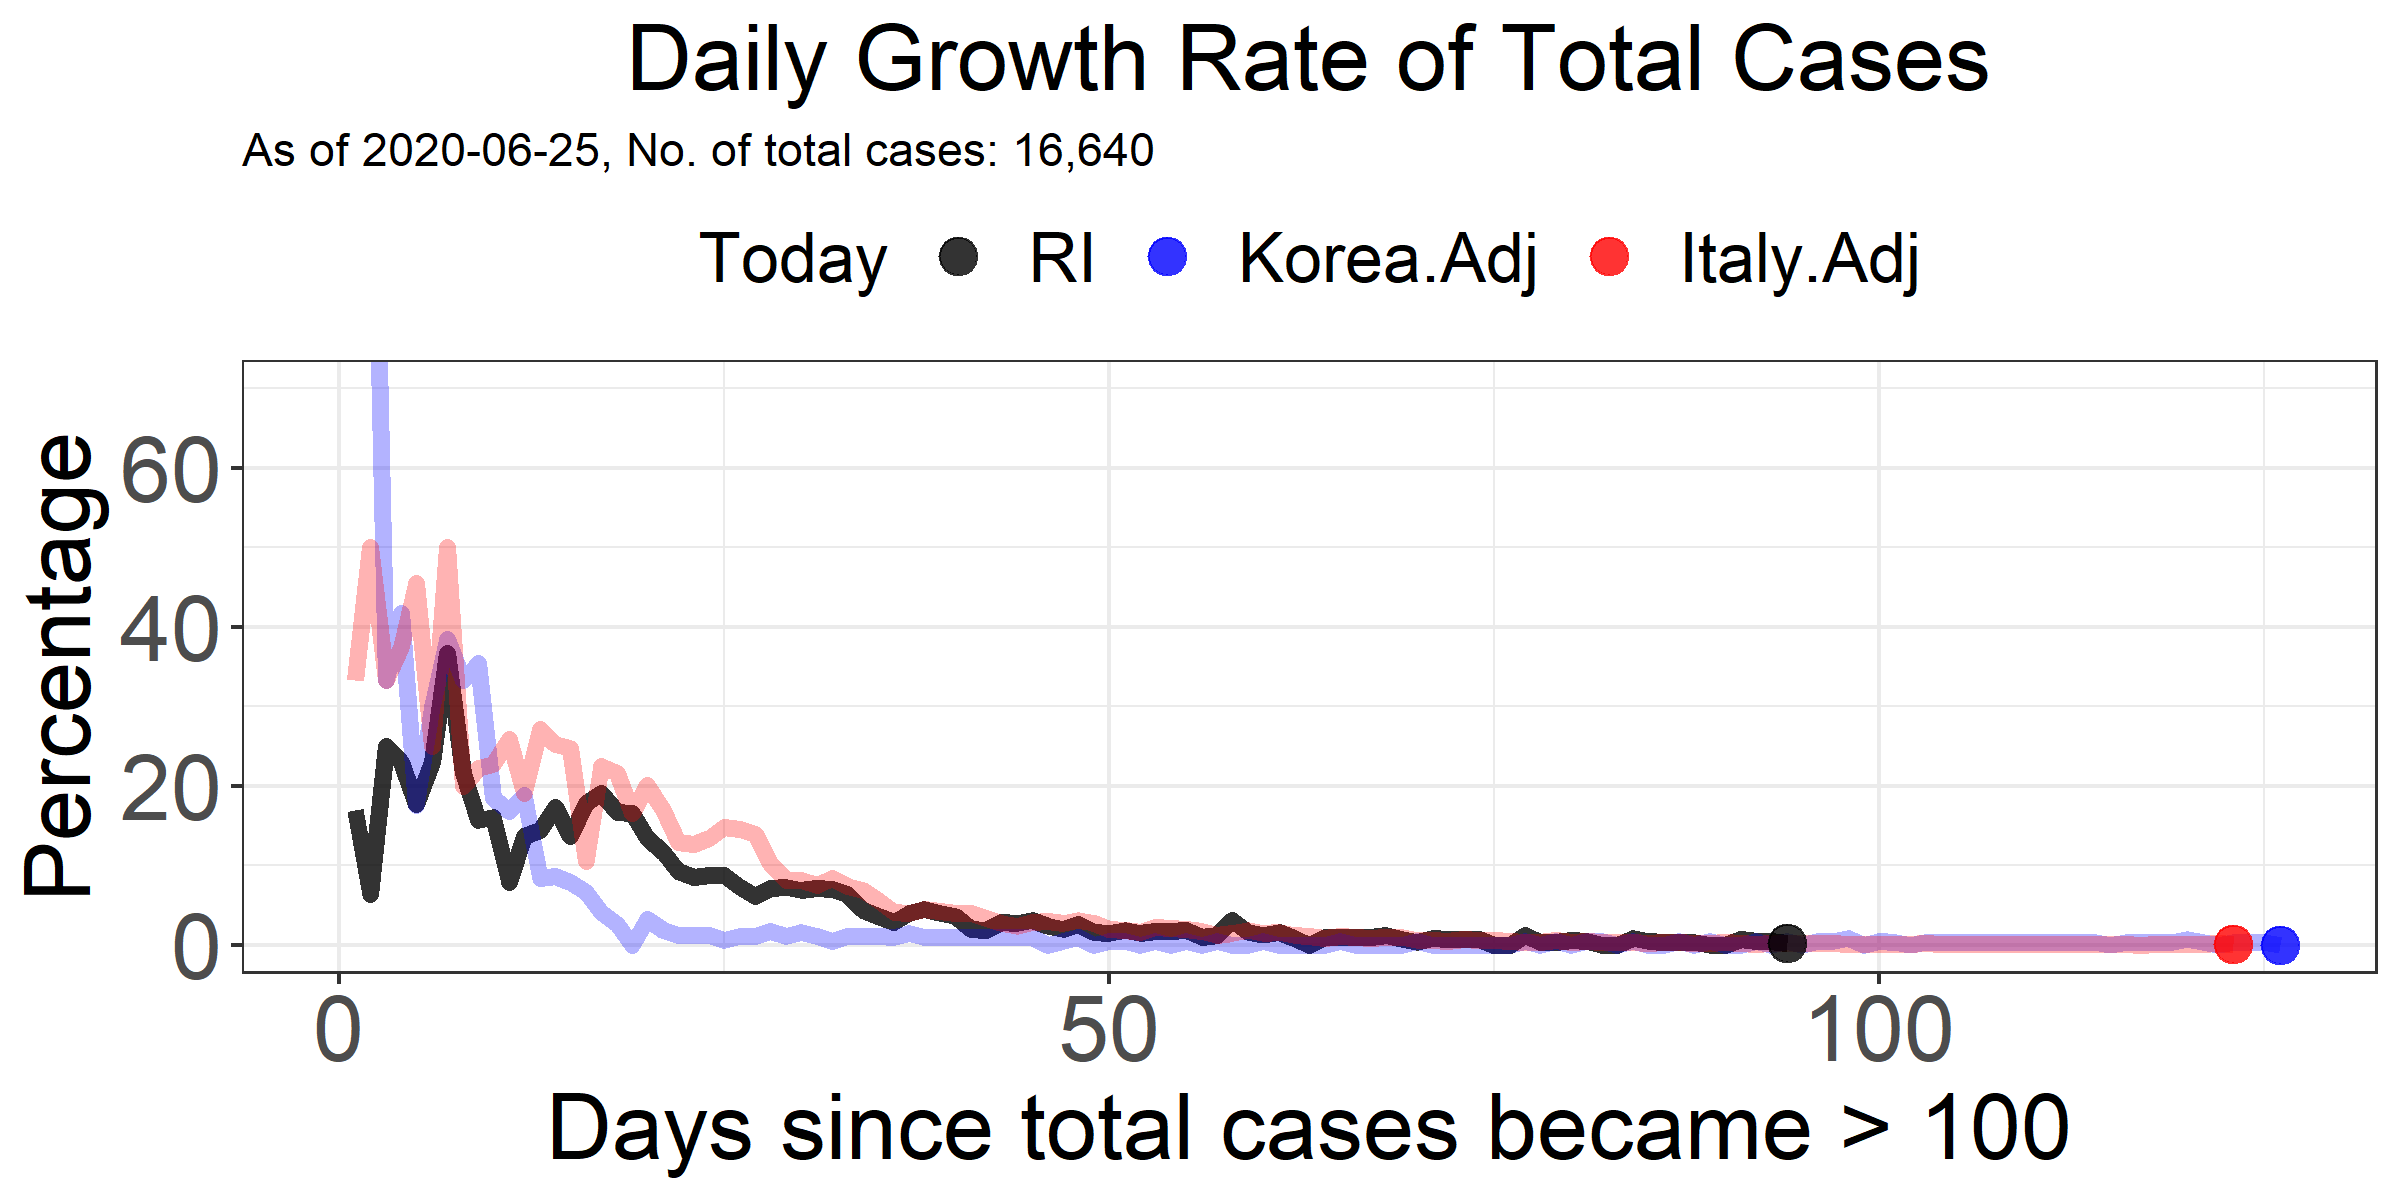 Daily Growth Rate of Total Cases
As of 2020-06-25, No. of total cases: 16,640
Today RI Korea.Adj Italy.Adj
Percentage
60
40
20
0
0 50 100
Days since total cases became > 100